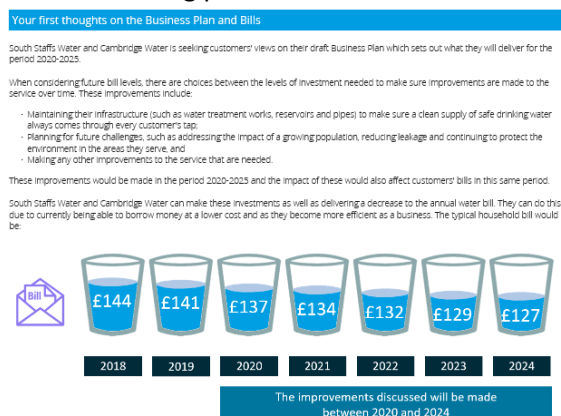 Your first thoughts on the Business Plan and Bills
South Staffs Water and Cambridge Water is seeking customers' views on their draft Business Plan which sets out what they will deliver for the
period 2020-2025.
When considering future bill levels, there are choices between the levels of investment needed to make sure improvements are made to the
service over time. These improvements include:
· Maintaining their infrastructure (such as water treatment works, reservoirs and pipes) to make sure a clean supply of safe drinking water
always comes through every customer's tap;
· Planning for future challenges, such as addressing the impact of a growing population, reducing leakage and continuing to protect the
environment in the areas they serve, and
· Making any other improvements to the service that are needed.
These improvements would be made in the period 2020-2025 and the impact of these would also affect customers' bills in this same period.
South Staffs Water and Cambridge Water can make these investments as well as delivering a decrease to the annual water bill. They can do this
due to currently being able to borrow money at a lower cost and as they become more efficient as a business. The typical household bill would
be:
Bill £144 £141 £137 £134 £132 £129 £127
2018 2019 2020 2021 2022 2023 2024
The improvements discussed will be made
between 2020 and 2024